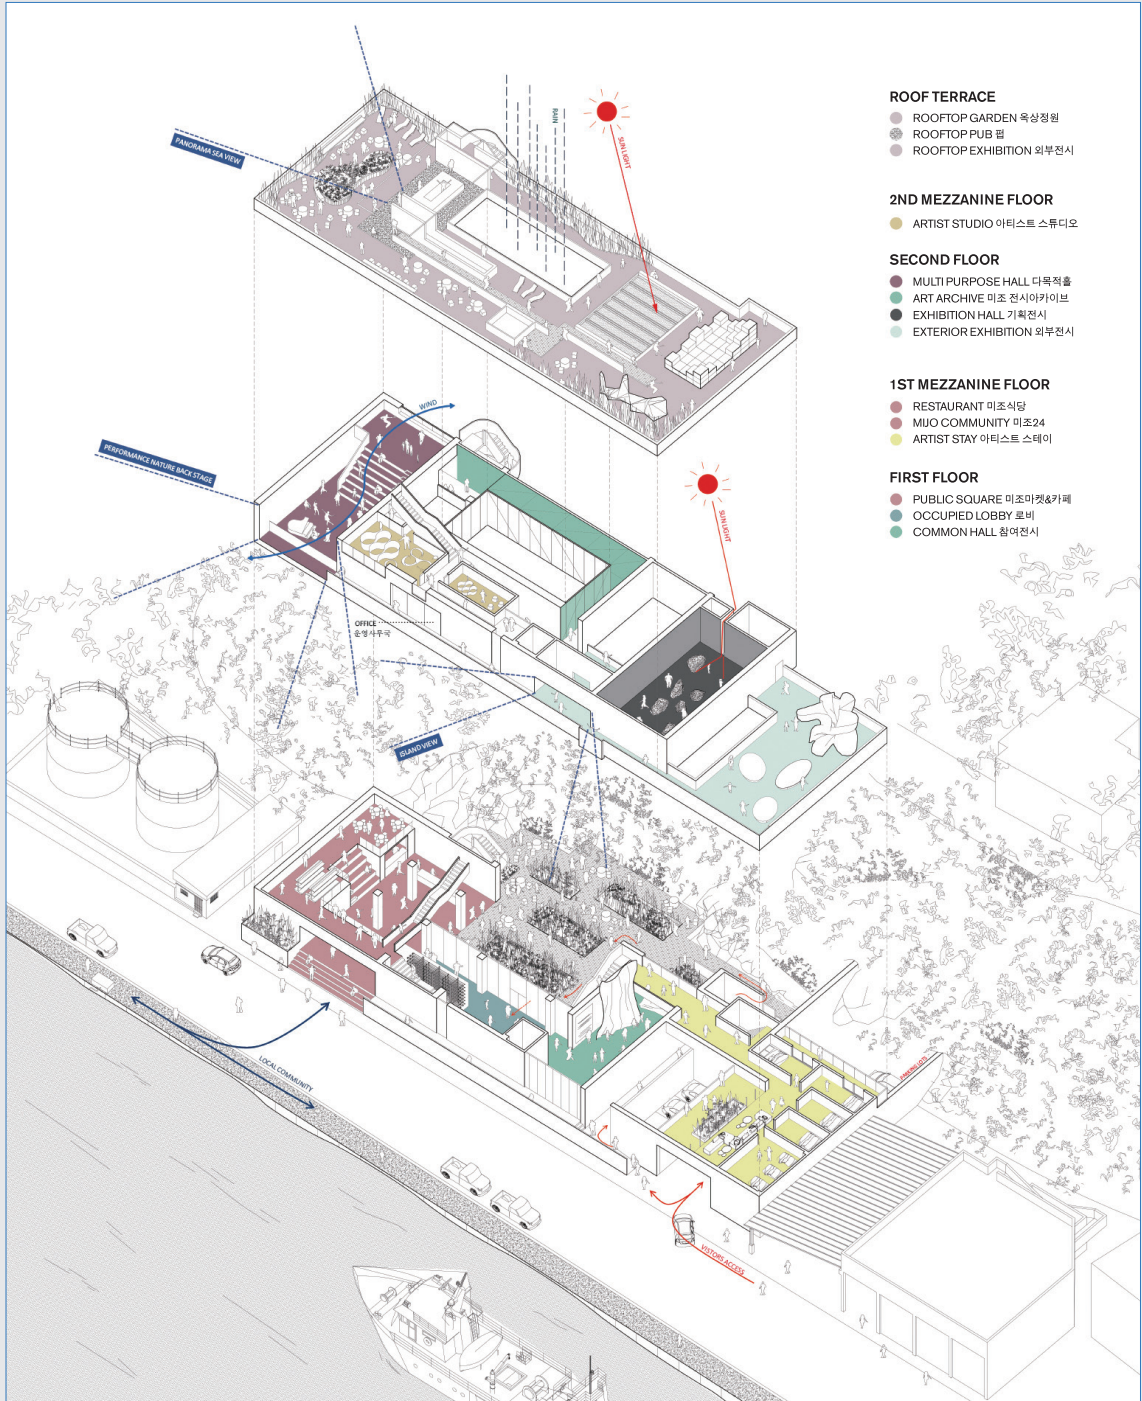 ROOF TERRACE
ROOFTOP GARDEN 옥상정원
ROOFTOP PUB 펍
ROOFTOP EXHIBITION 외부전시
2ND MEZZANINE FLOOR
ARTIST STUDIO 아티스트 스튜디오
SECOND FLOOR
MULTI PURPOSE HALL 다목적홀
ART ARCHIVE 미조 전시아카이브
EXHIBITION HALL 기획전시
EXTERIOR EXHIBITION 외부전시
1ST MEZZANINE FLOOR
RESTAURANT 미조식당
MIJO COMMUNITY 미조24
ARTIST STAY 아티스트 스테이
FIRST FLOOR
PUBLIC SQUARE 미조마켓&카페
OCCUPIED LOBBY 로비
COMMON HALL 참여전시
PANORAMA SEA VIEW
RAIN
SUN LIGHT
WIND
PERFORMANCE NATURE BACK STAGE
SUN LIGHT
OFFICE
운영사무국
ISLAND VIEW
LOCAL COMMUNITY
VISTORS ACCESS